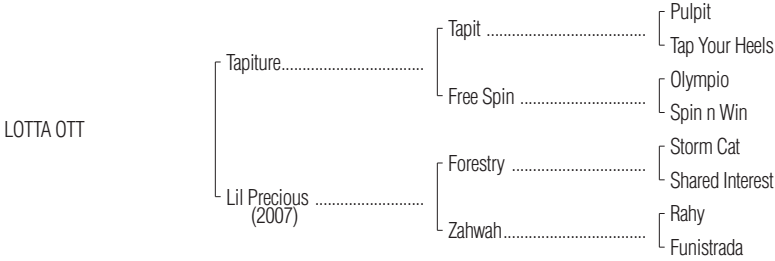 Pulpit
Tapit ........................................
Tap Your Heels
Tapiture............................................
Olympio
Free Spin ......................................
Spin n Win
LOTTA OTT
Storm Cat
Forestry ........................................
Shared Interest
Lil Precious ..................................
(2007)
Rahy
Zahwah............................................
Funistrada